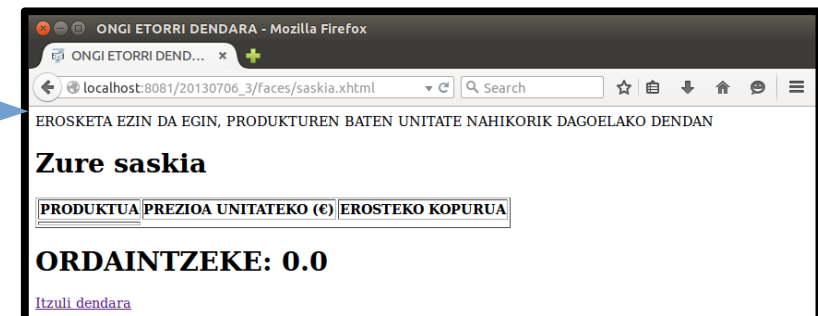 ONGI ETORRI DENDARA - Mozilla Firefox
ONGI ETORRI DEND...
localhost:8081/20130706_3/faces/saskia.xhtml
Search
EROSKETA EZIN DA EGIN, PRODUKTUREN BATEN UNITATE NAHIKORIK DAGOELAKO DENDAN
Zure saskia
PRODUKTUA PREZIOA UNITATEKO (€) EROSTEKO KOPURUA
ORDAINTZEKE: 0.0
Itzuli dendara